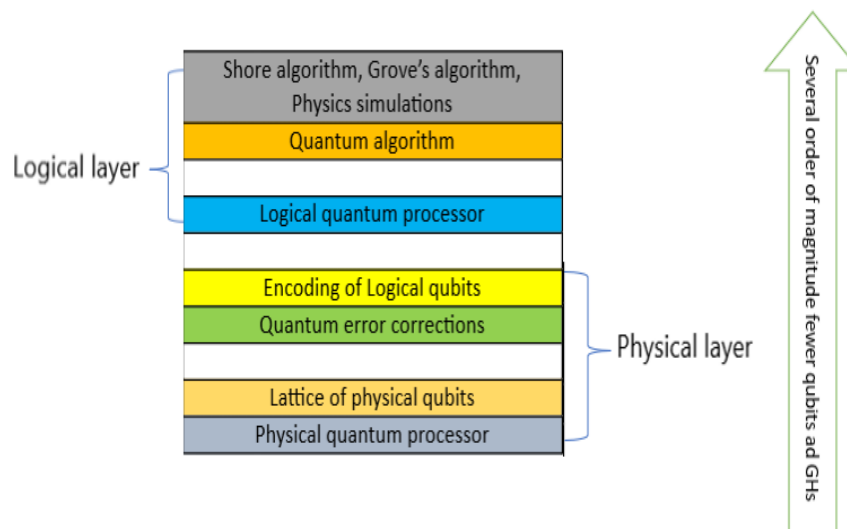 Shore algorithm, Grove's algorithm,
Physics simulations
Quantum algorithm
Logical layer
Logical quantum processor
Encoding of Logical qubits
Quantum error corrections
Physical layer
Lattice of physical qubits
Physical quantum processor
Several order of magnitude fewer qubits ad GHs